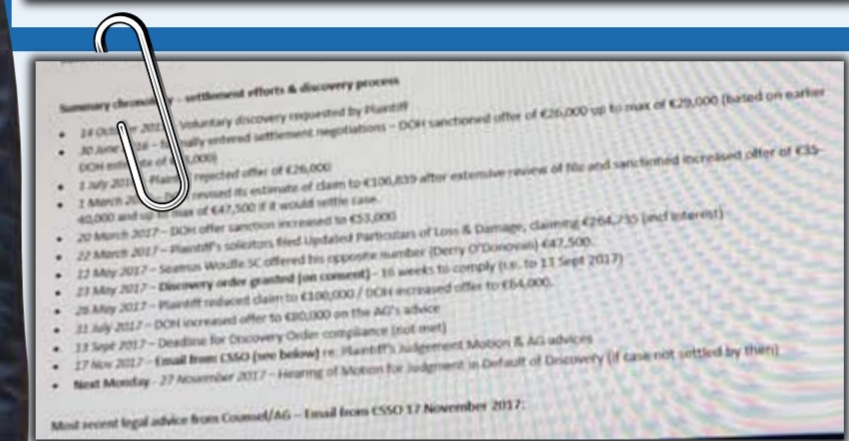 Summary – settlement efforts & discovery process
• 14 – Voluntary discovery requested by Plaintiff
• 30 June – entered settlement negotiations – DOH sanctioned offer of €26,000 up to max of €29,000 (based on earlier
DOH of
• 1 July – rejected offer of €26,000
• 1 March – revised its estimate of claim to €100,839 after extensive review of file and sanctioned increased offer of €35-
40,000 and up to max of €47,500 if it would settle case.
• 20 March 2017 – DOH offer sanction increased to €53,000
• 22 March 2017 – Plaintiff's solicitors filed Updated Particulars of Loss & Damage, claiming €264,735 (incl interest)
• 12 May 2017 – Seamus Woulfe SC offered his opposite number (Derry O'Donovan) €47,500.
• 23 May 2017 – Discovery order granted (on consent) - 16 weeks to comply (i.e. to 13 Sept 2017)
• 26 May 2017 – Plaintiff reduced claim to €100,000 / DOH increased offer to €64,000.
• 31 July 2017 – DOH increased offer to €80,000 on the AG's advice
• 13 Sept 2017 – Deadline for Discovery Order compliance (not met)
• 17 Nov 2017 – Email from CSSO (see below) re: Plaintiff's Judgement Motion & AG advices
• Next Monday - 27 November 2017 – Hearing of Motion for Judgment in Default of Discovery (if case not settled by then)
Most recent legal advice from Counsel/AG – Email from CSSO 17 November 2017: